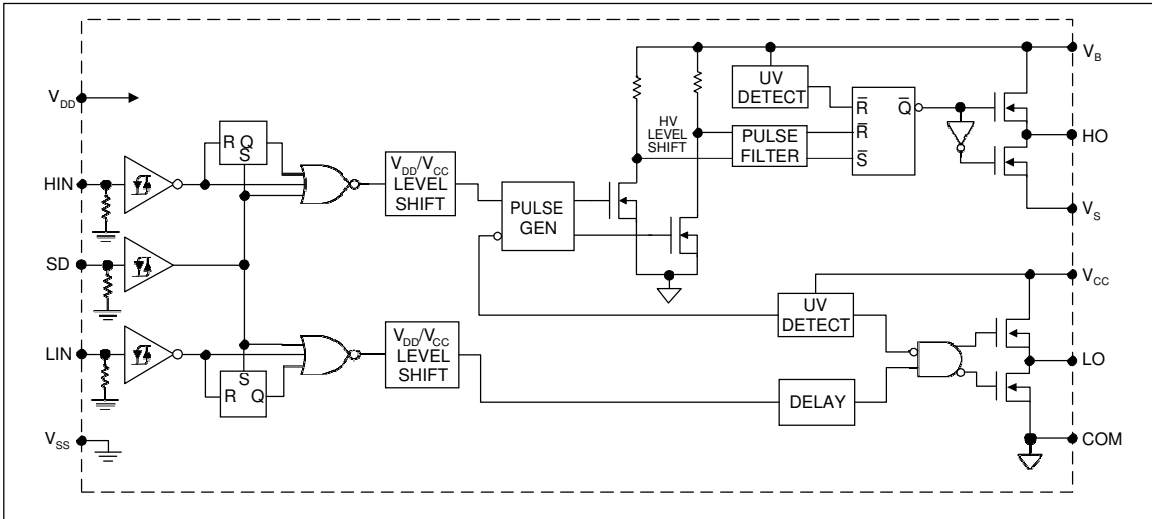 V_B
UV
DETECT
R̅ Q̅
V_DD
HV
LEVEL
SHIFT
PULSE
FILTER
R̅
S̅
HO
R Q
S
HIN
V_DD/V_CC
LEVEL
SHIFT
PULSE
GEN
V_S
SD
V_CC
UV
DETECT
LIN
V_DD/V_CC
LEVEL
SHIFT
LO
S
R Q
DELAY
V_SS
COM